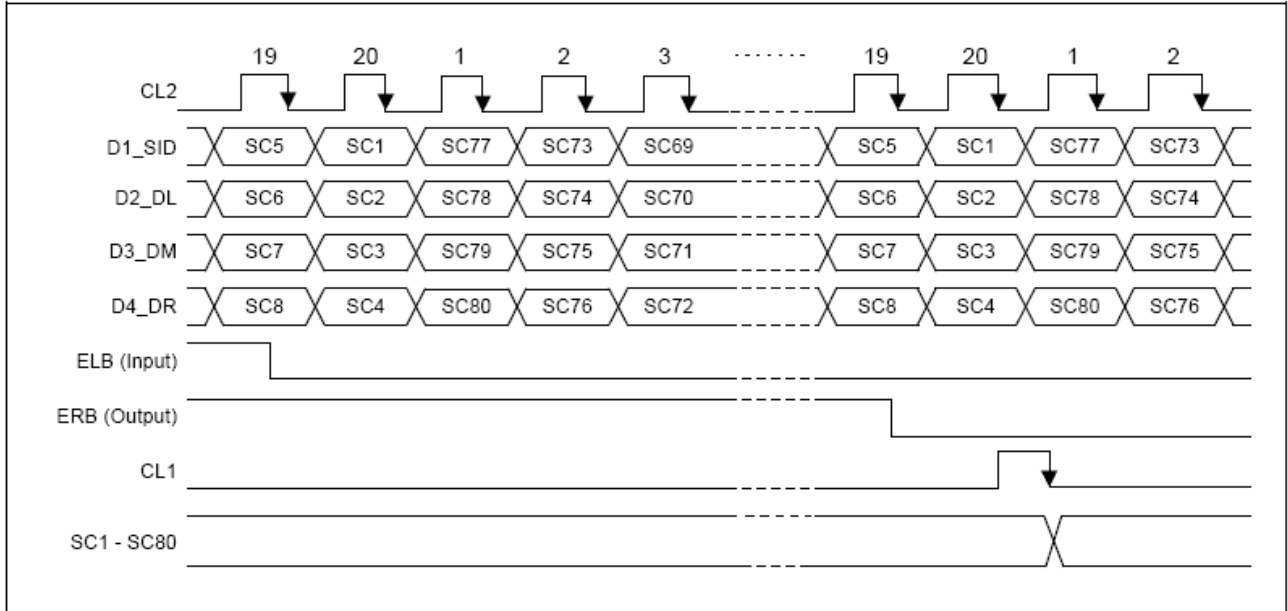 19 20 1 2 3 ....... 19 20 1 2
CL2
D1_SID SC5 SC1 SC77 SC73 SC69 SC5 SC1 SC77 SC73
D2_DL SC6 SC2 SC78 SC74 SC70 SC6 SC2 SC78 SC74
D3_DM SC7 SC3 SC79 SC75 SC71 SC7 SC3 SC79 SC75
D4_DR SC8 SC4 SC80 SC76 SC72 SC8 SC4 SC80 SC76
ELB (Input)
ERB (Output)
CL1
SC1 - SC80